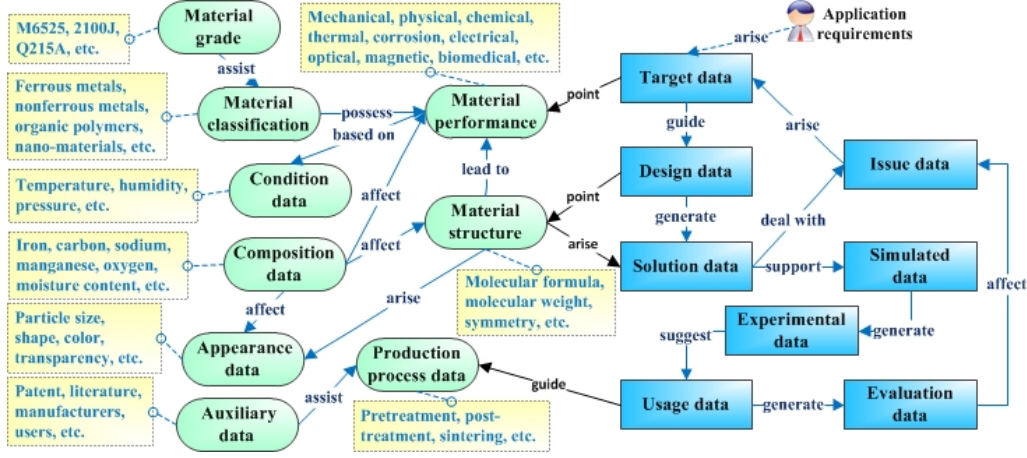 M6525, 2100J,
Q215A, etc.
Material
grade
assist
Ferrous metals,
nonferrous metals,
organic polymers,
nano-materials, etc.
Material
classification
possess
based on
Mechanical, physical, chemical,
thermal, corrosion, electrical,
optical, magnetic, biomedical, etc.
Material
performance
Temperature, humidity,
pressure, etc.
Condition
data
affect
lead to
Material
structure
Iron, carbon, sodium,
manganese, oxygen,
moisture content, etc.
Composition
data
affect
affect
arise
Molecular formula,
molecular weight,
symmetry, etc.
Particle size,
shape, color,
transparency, etc.
Appearance
data
Patent, literature,
manufacturers,
users, etc.
Auxiliary
data
assist
Production
process data
Pretreatment, post-
treatment, sintering, etc.
Application
requirements
arise
Target data
point
guide
arise
Design data
Issue data
point
generate
deal with
arise
Solution data
support
Simulated
data
affect
generate
Experimental
data
suggest
guide
Usage data
generate
Evaluation
data